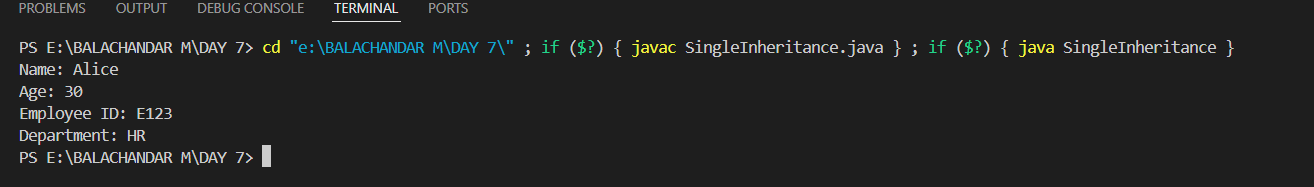 PROBLEMS OUTPUT DEBUG CONSOLE TERMINAL PORTS
PS E:\BALACHANDAR M\DAY 7> cd "e:\BALACHANDAR M\DAY 7\" ; if ($?) { javac SingleInheritance.java } ; if ($?) { java SingleInheritance }
Name: Alice
Age: 30
Employee ID: E123
Department: HR
PS E:\BALACHANDAR M\DAY 7>